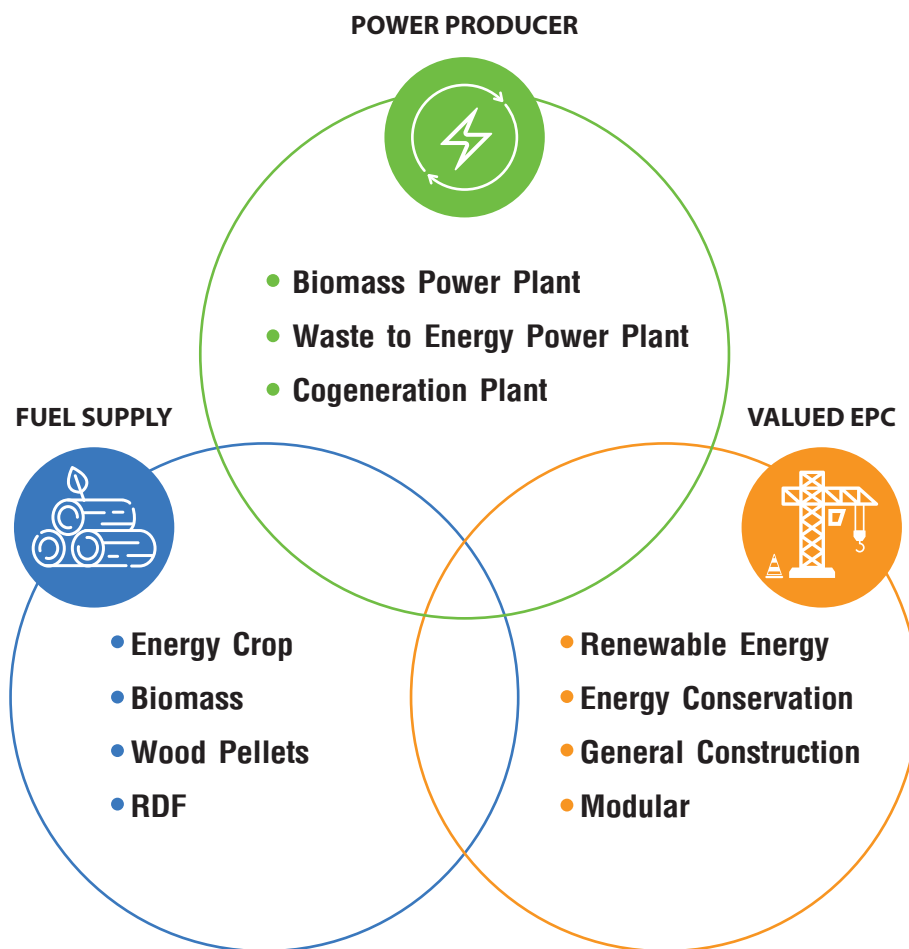 POWER PRODUCER
Biomass Power Plant
Waste to Energy Power Plant
Cogeneration Plant
FUEL SUPPLY
Energy Crop
Biomass
Wood Pellets
RDF
VALUED EPC
Renewable Energy
Energy Conservation
General Construction
Modular